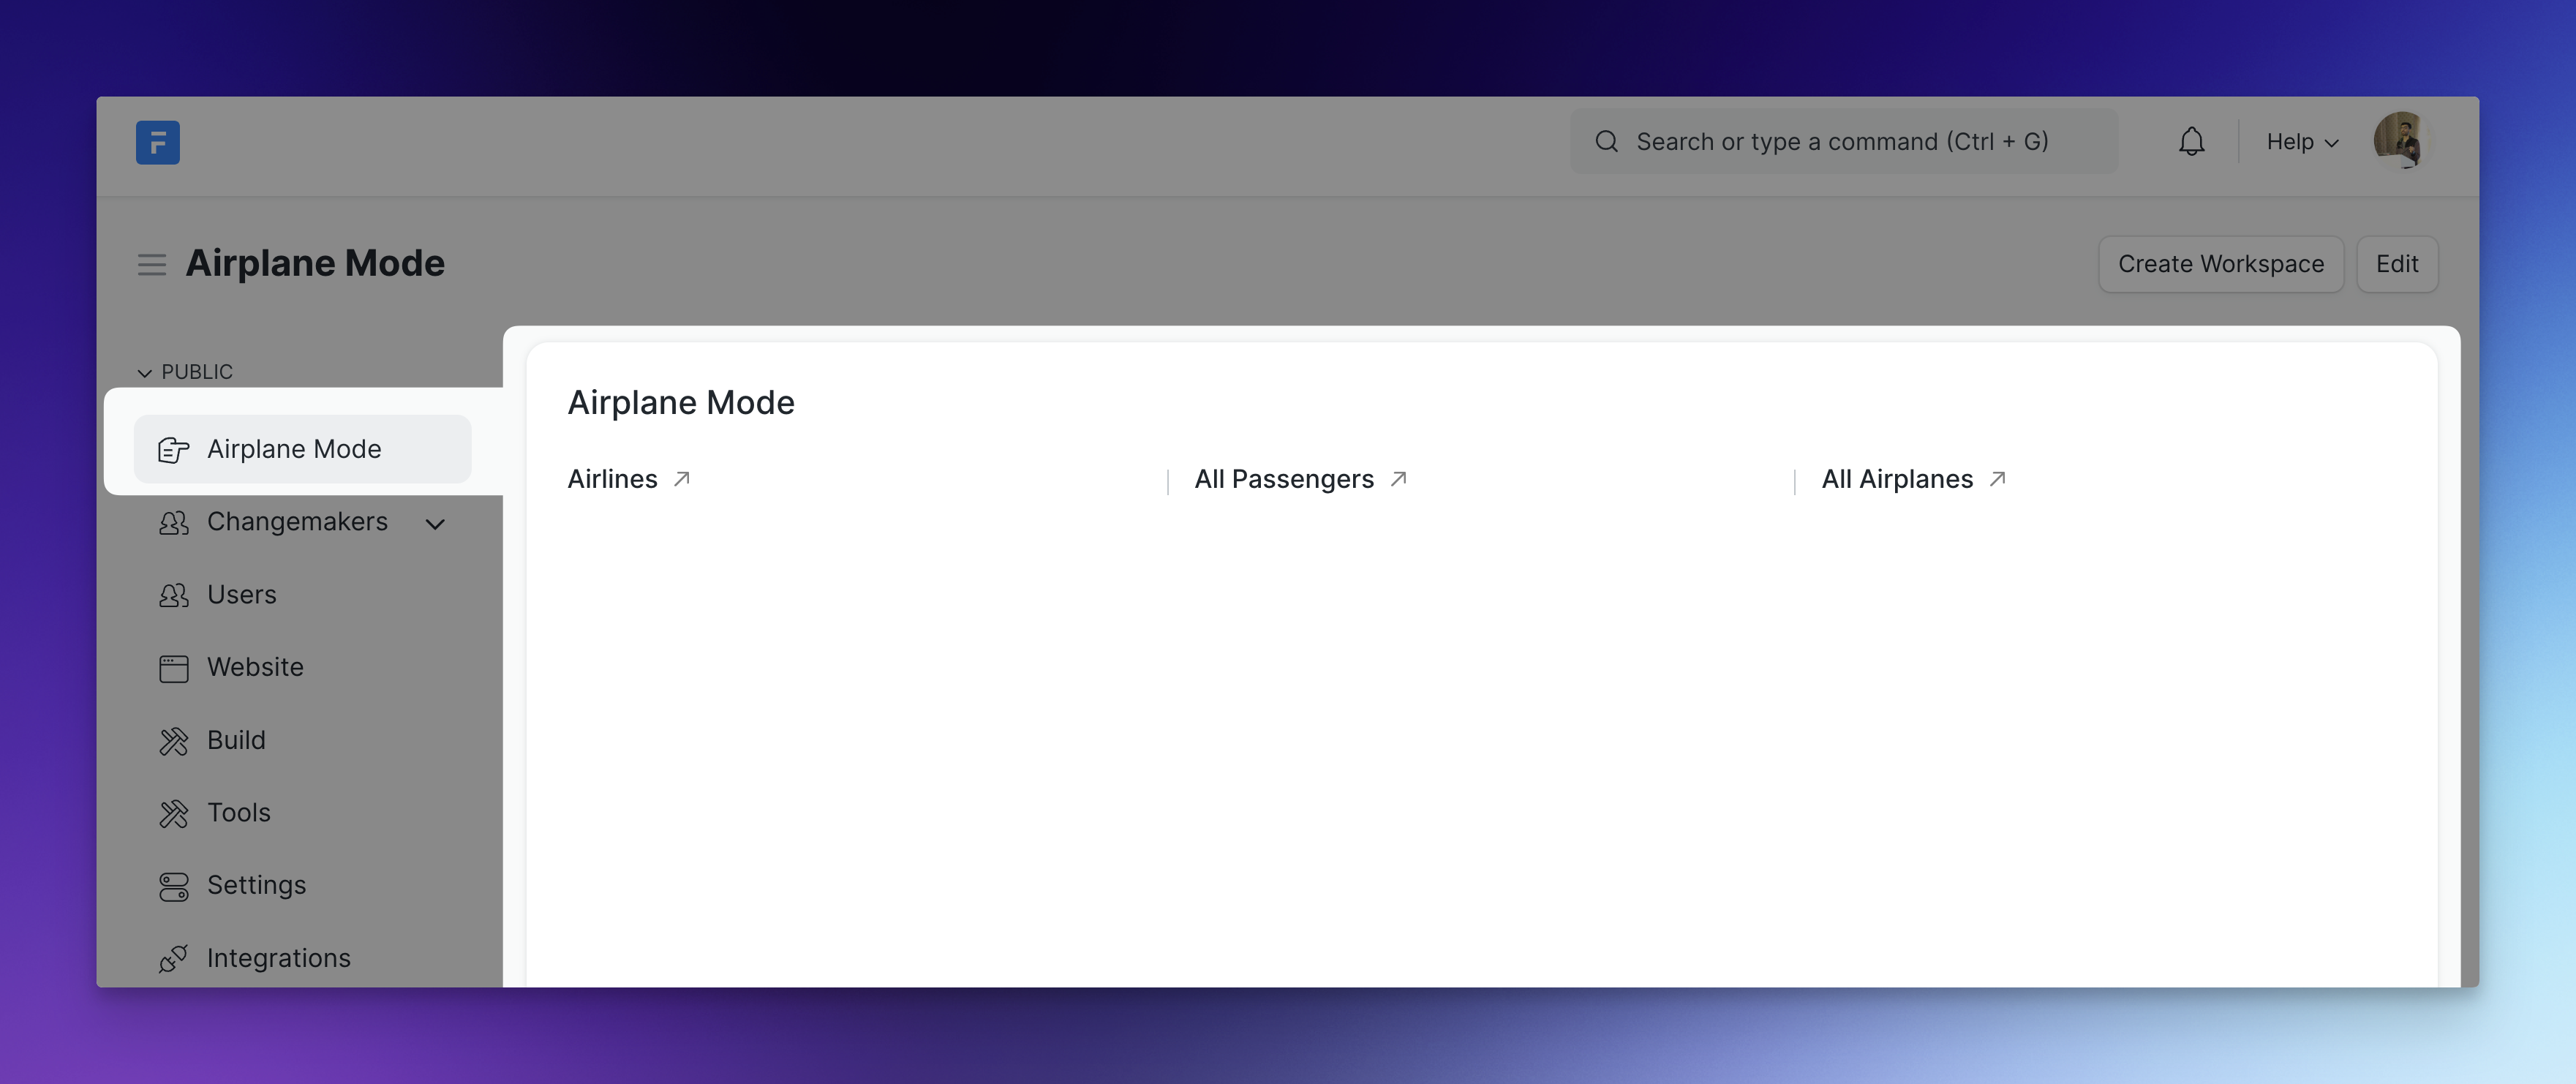 F
Search or type a command (Ctrl + G)
Help
Airplane Mode
Create Workspace
Edit
PUBLIC
Airplane Mode
Changemakers
Users
Website
Build
Tools
Settings
Integrations
Airplane Mode
Airlines
All Passengers
All Airplanes